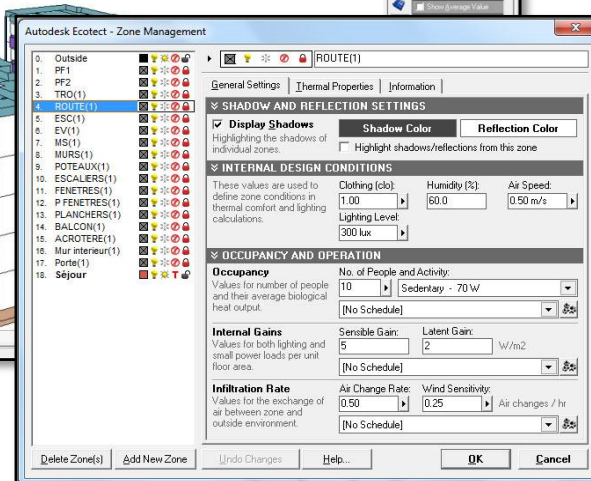 Show Average Value
Autodesk Ecotect - Zone Management
0. Outside
1. PF1
2. PF2
3. TRO(1)
4. ROUTE(1)
5. ESC(1)
6. EV(1)
7. MS(1)
8. MURS(1)
9. POTEAUX(1)
10. ESCALIERS(1)
11. FENETRES(1)
12. P FENETRES(1)
13. PLANCHERS(1)
14. BALCON(1)
15. ACROTERE(1)
16. Mur interieur(1)
17. Porte(1)
18. Séjour T
ROUTE(1)
General Settings Thermal Properties Information
SHADOW AND REFLECTION SETTINGS
Display Shadows Shadow Color Reflection Color
Highlighting the shadows of
individual zones.
Highlight shadows/reflections from this zone
INTERNAL DESIGN CONDITIONS
These values are used to
define zone conditions in
thermal comfort and lighting
calculations.
Clothing (clo): Humidity (%): Air Speed:
1.00 60.0 0.50 m/s
Lighting Level:
300 lux
OCCUPANCY AND OPERATION
Occupancy
Values for number of people
and their average biological
heat output.
No. of People and Activity:
10 Sedentary - 70 W
[No Schedule]
Internal Gains
Values for both lighting and
small power loads per unit
floor area.
Sensible Gain: Latent Gain:
5 2 W/m2
[No Schedule]
Infiltration Rate
Values for the exchange of
air between zone and
outside environment.
Air Change Rate: Wind Sensitivity:
0.50 0.25 Air changes / hr
[No Schedule]
Delete Zone(s) Add New Zone Undo Changes Help... OK Cancel